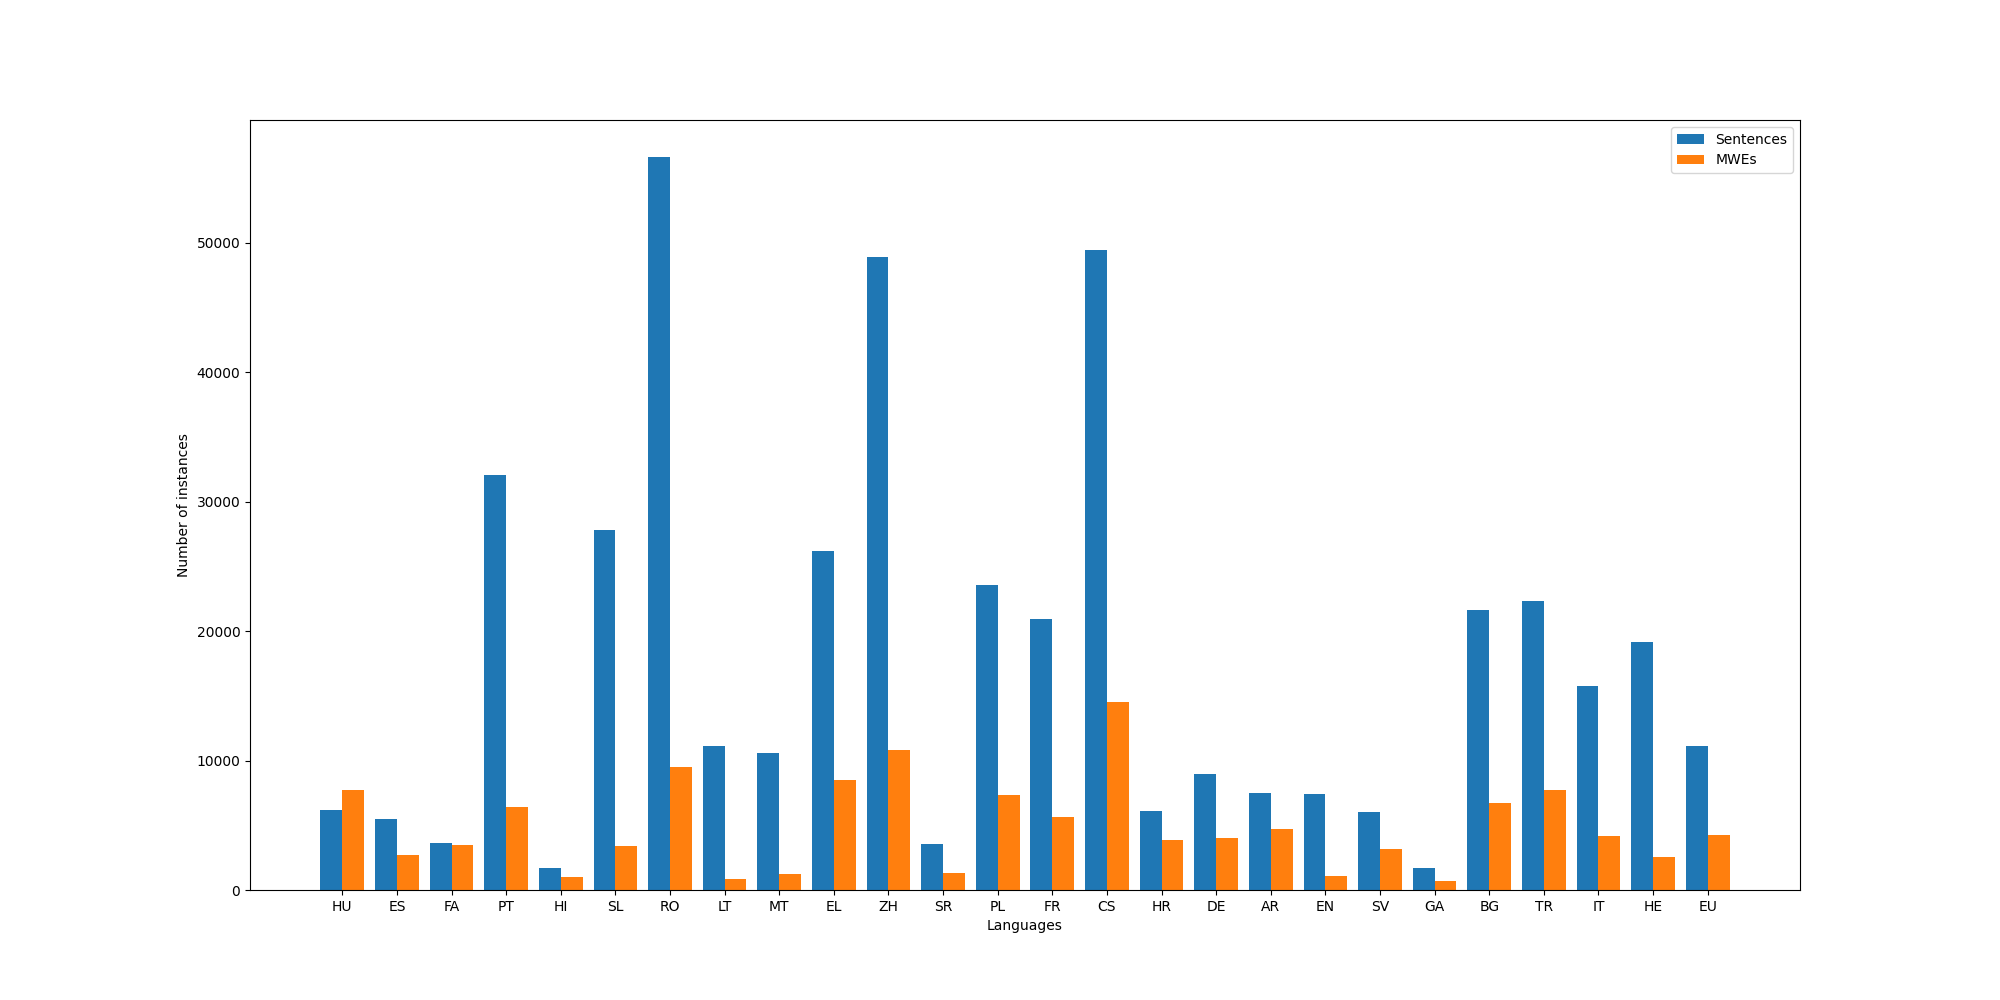 Sentences
MWEs
50000
40000
30000
20000
10000
0
Number of instances
HU ES FA PT HI SL RO LT MT EL ZH SR PL FR CS HR DE AR EN SV GA BG TR IT HE EU
Languages